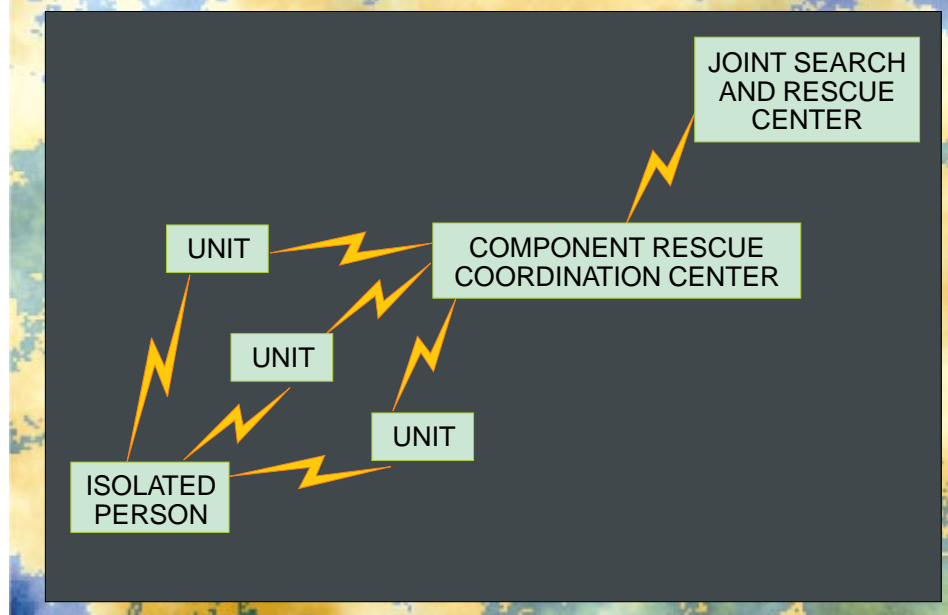 JOINT SEARCH
AND RESCUE
CENTER
UNIT
COMPONENT RESCUE
COORDINATION CENTER
UNIT
UNIT
ISOLATED
PERSON